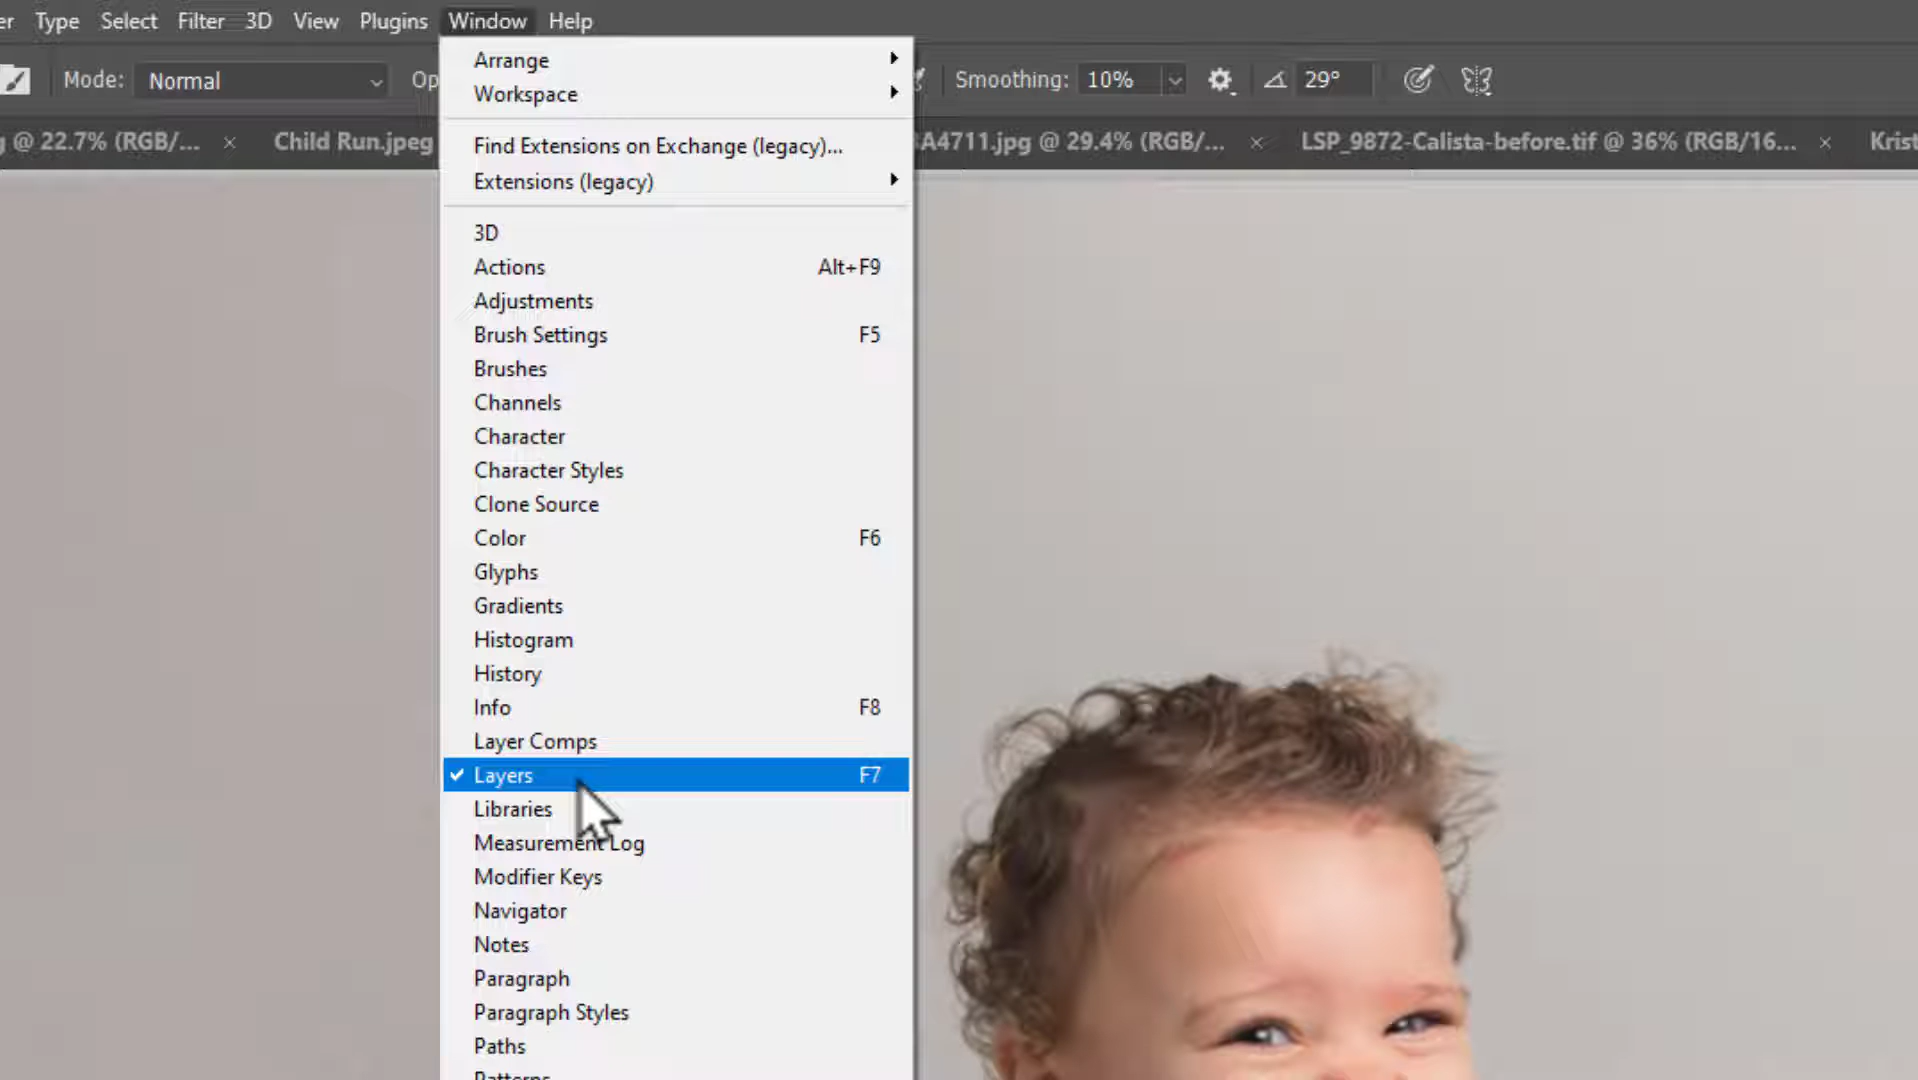 Type Select Filter 3D View Plugins Window Help
Mode: Normal Smoothing: 10% 29°
@ 22.7% (RGB/... × Child Run.jpeg A4711.jpg @ 29.4% (RGB/... × LSP_9872-Calista-before.tif @ 36% (RGB/16... ×
Arrange
Workspace
Find Extensions on Exchange (legacy)...
Extensions (legacy)
3D
Actions Alt+F9
Adjustments
Brush Settings F5
Brushes
Channels
Character
Character Styles
Clone Source
Color F6
Glyphs
Gradients
Histogram
History
Info F8
Layer Comps
Layers F7
Libraries
Measurement Log
Modifier Keys
Navigator
Notes
Paragraph
Paragraph Styles
Paths